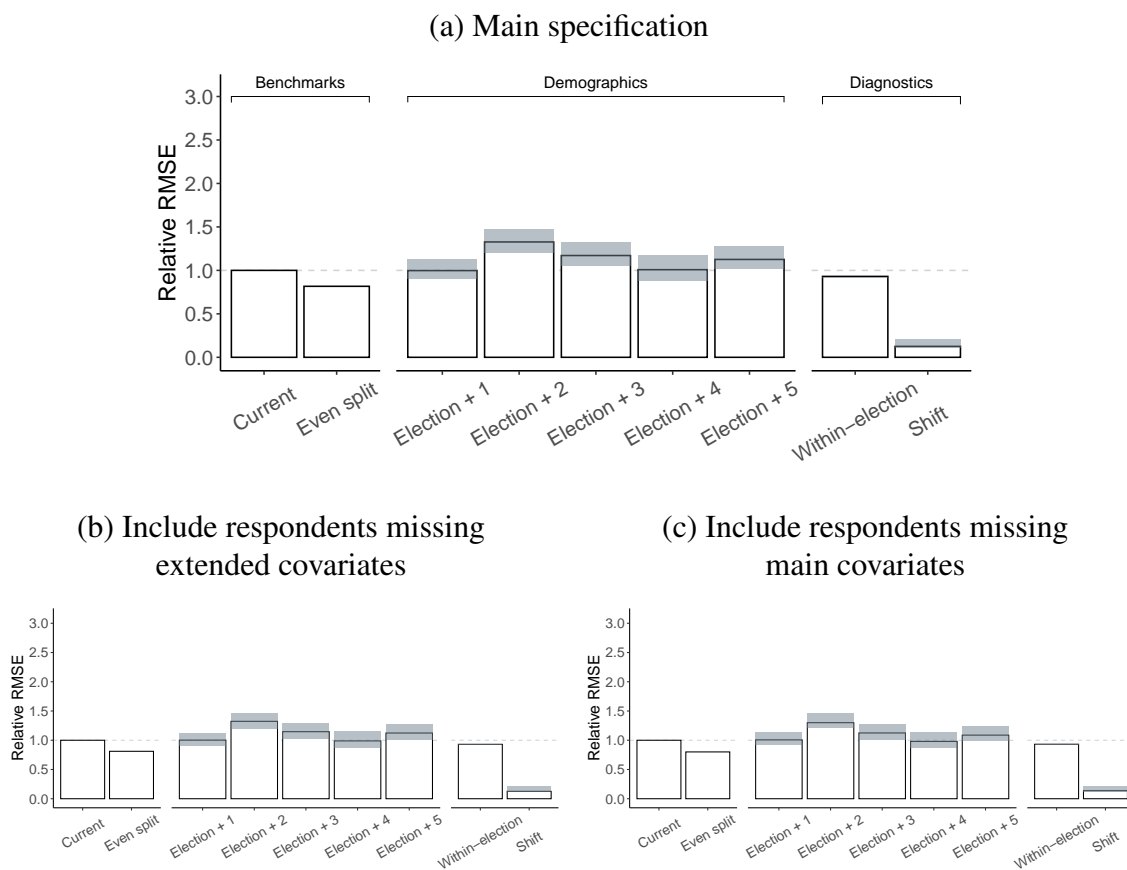 (a) Main specification
Benchmarks
Demographics
Diagnostics
Relative RMSE
3.0
2.5
2.0
1.5
1.0
0.5
0.0
Current
Even split
Election + 1
Election + 2
Election + 3
Election + 4
Election + 5
Within−election
Shift
(b) Include respondents missing
extended covariates
Relative RMSE
3.0
2.5
2.0
1.5
1.0
0.5
0.0
Current
Even split
Election + 1
Election + 2
Election + 3
Election + 4
Election + 5
Within−election
Shift
(c) Include respondents missing
main covariates
Relative RMSE
3.0
2.5
2.0
1.5
1.0
0.5
0.0
Current
Even split
Election + 1
Election + 2
Election + 3
Election + 4
Election + 5
Within−election
Shift